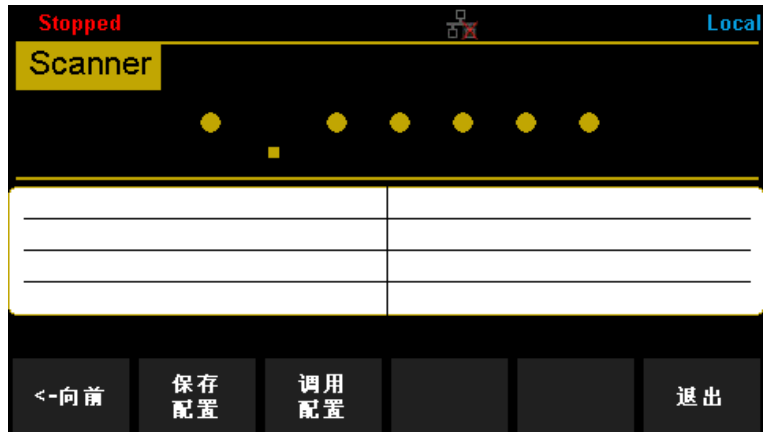 Stopped
Local
Scanner
<-向前
保存
配置
调用
配置
退出